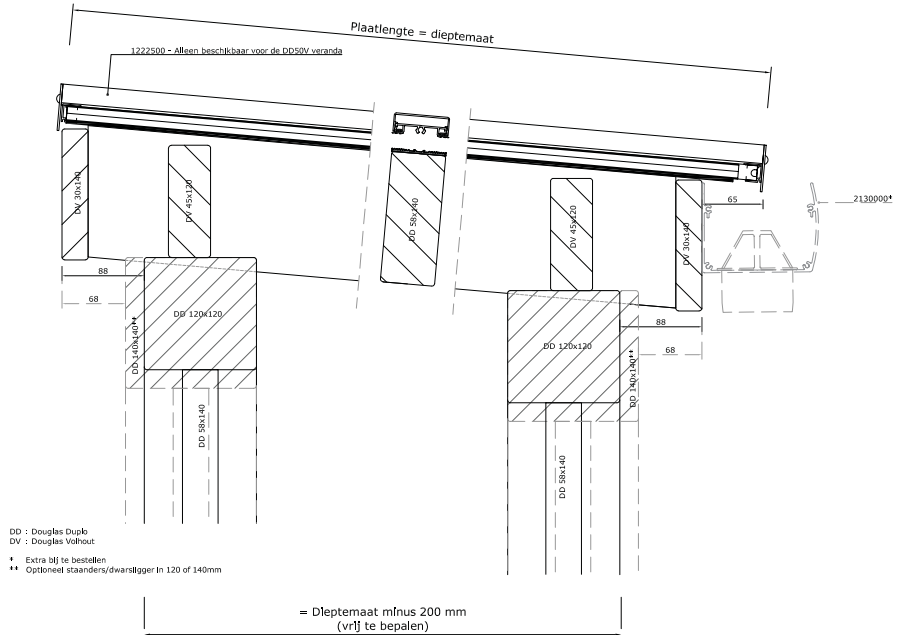 Plaatlengte = dieptemaat
1222500 - Alleen beschikbaar voor de DD50V veranda
DV 30x140
DV 45x120
DD 58x140
DV 45x120
DV 30x140
65
2130000*
88
68
DD 120x120
DD 140x140**
DD 120x120
88
68
DD 140x140**
DD 58x140
DD 58x140
DD : Douglas Duplo
DV : Douglas Volhout
* Extra bij te bestellen
** Optioneel staanders/dwarsligger in 120 of 140mm
= Dieptemaat minus 200 mm
(vrij te bepalen)